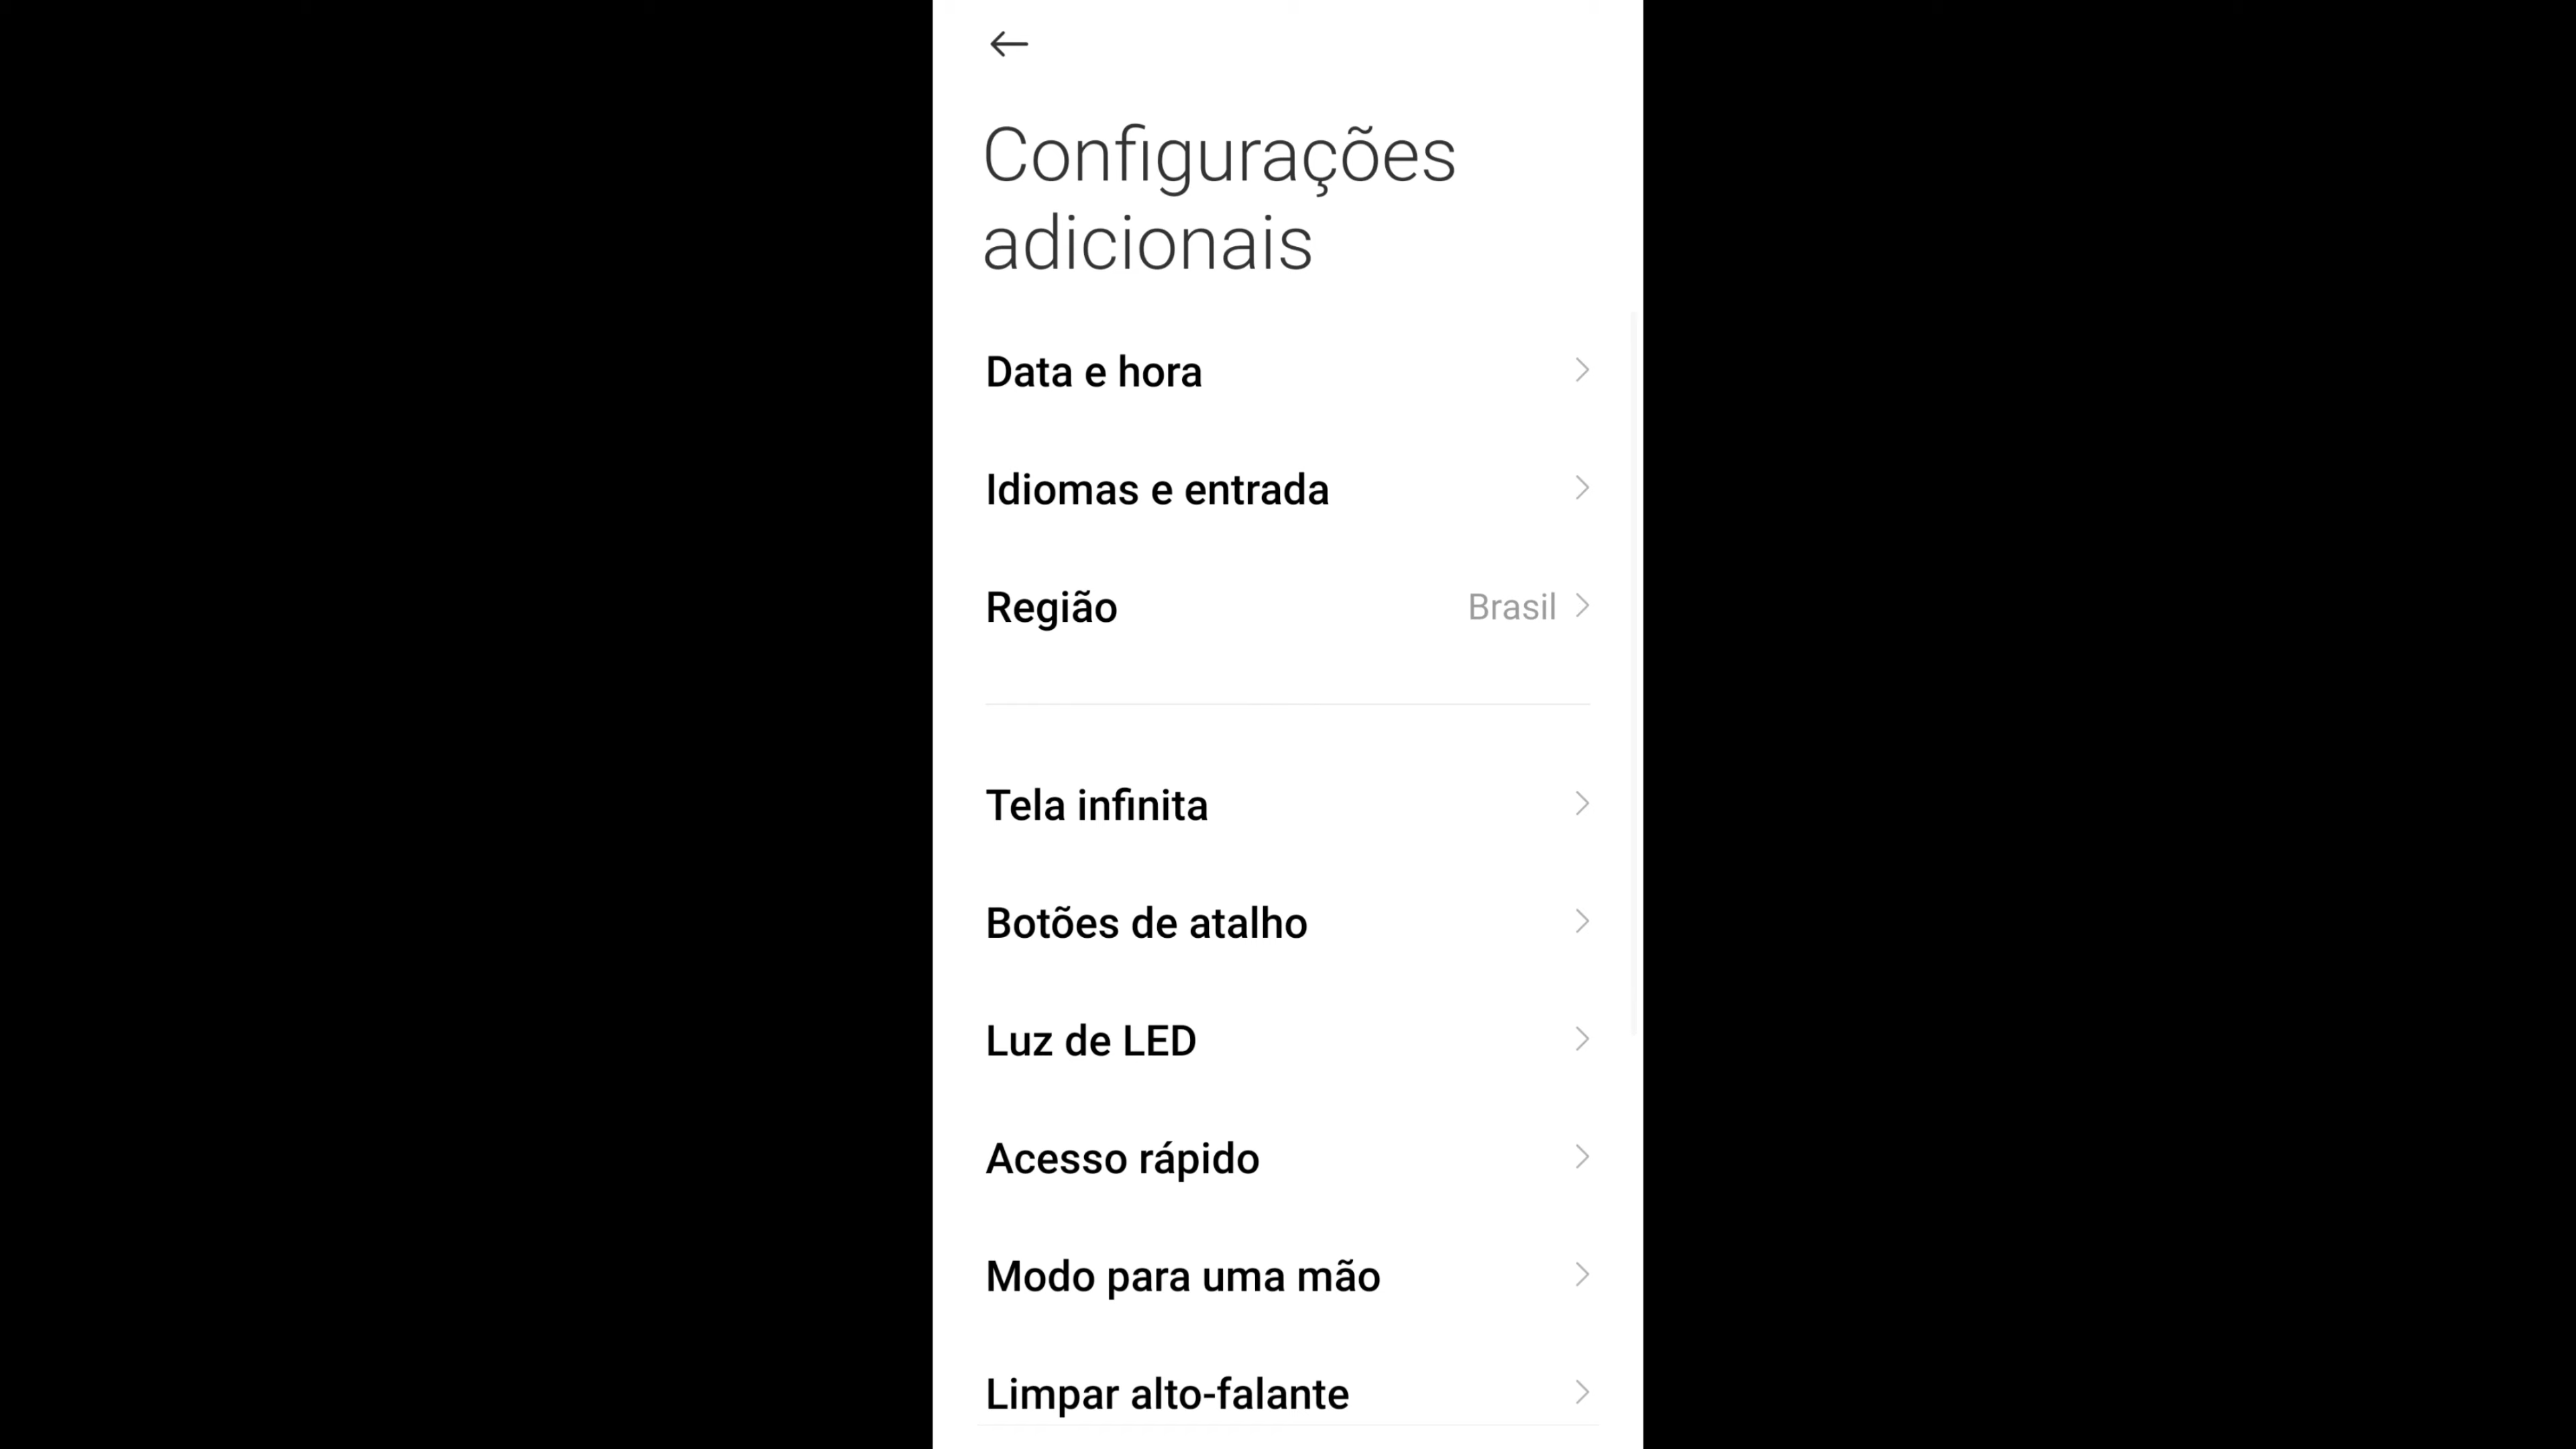 Configurações
adicionais
Data e hora
Idiomas e entrada
Região Brasil
Tela infinita
Botões de atalho
Luz de LED
Acesso rápido
Modo para uma mão
Limpar alto-falante